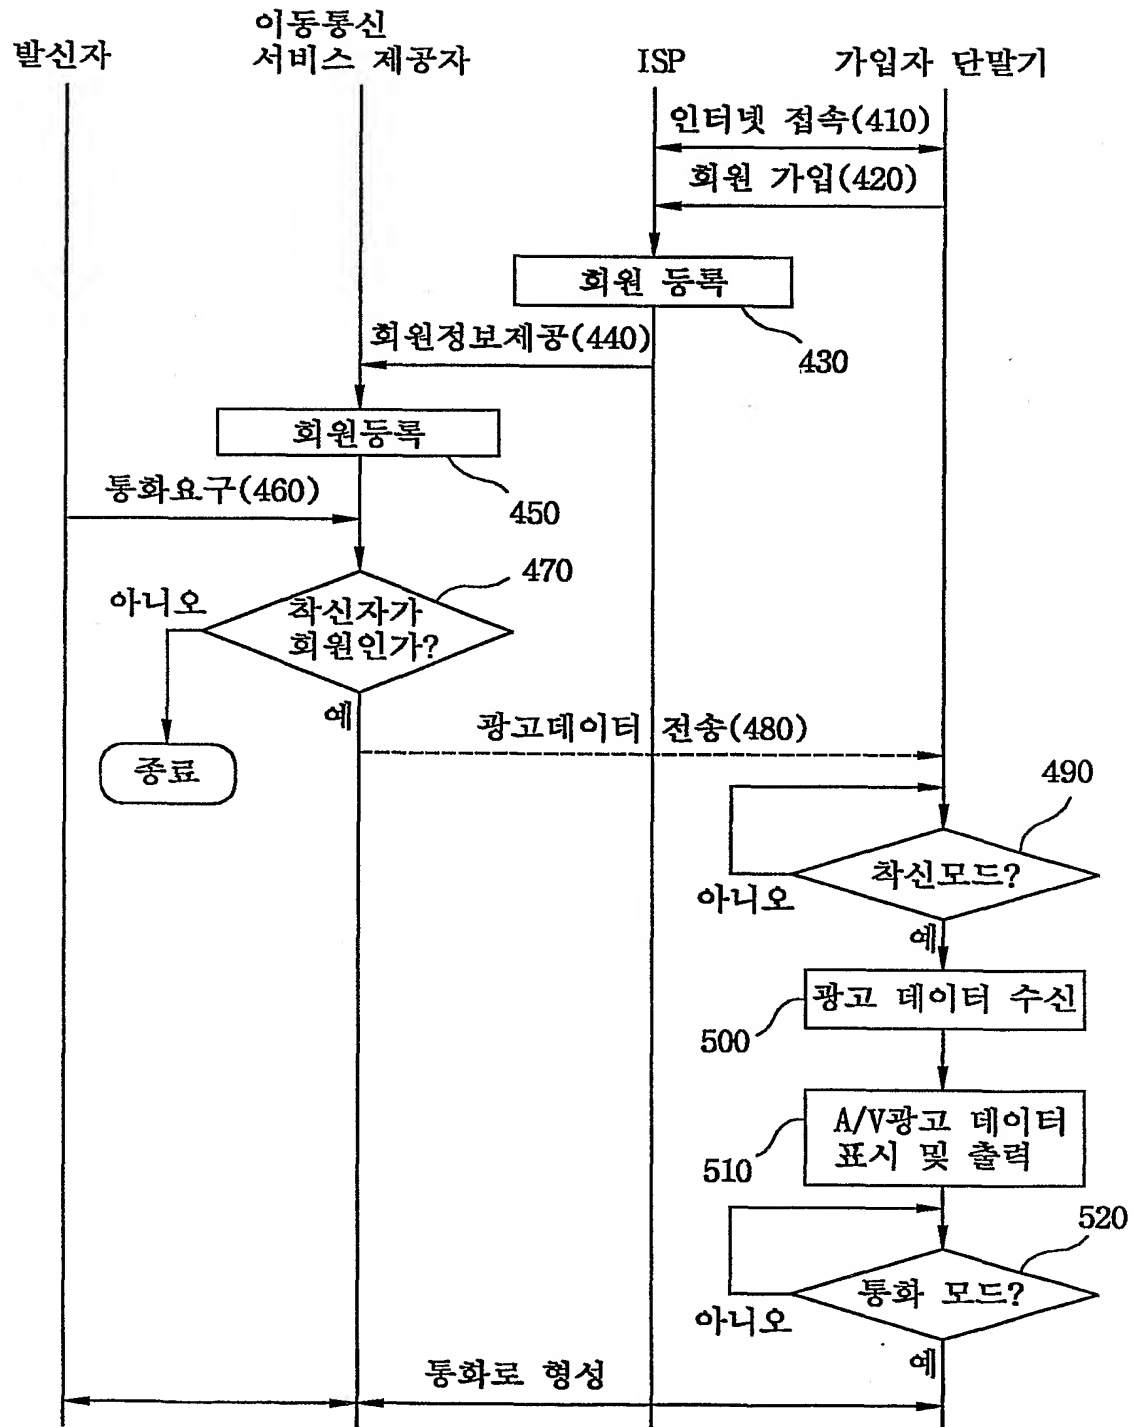 발신자
이동통신
서비스 제공자
ISP
가입자 단말기
인터넷 접속(410)
회원 가입(420)
회원 등록
430
회원정보제공(440)
회원등록
450
통화요구(460)
470
아니오
착신자가
회원인가?
예
종료
광고데이터 전송(480)
490
착신모드?
아니오
예
광고 데이터 수신
500
A/V광고 데이터
표시 및 출력
510
520
통화 모드?
아니오
예
통화로 형성